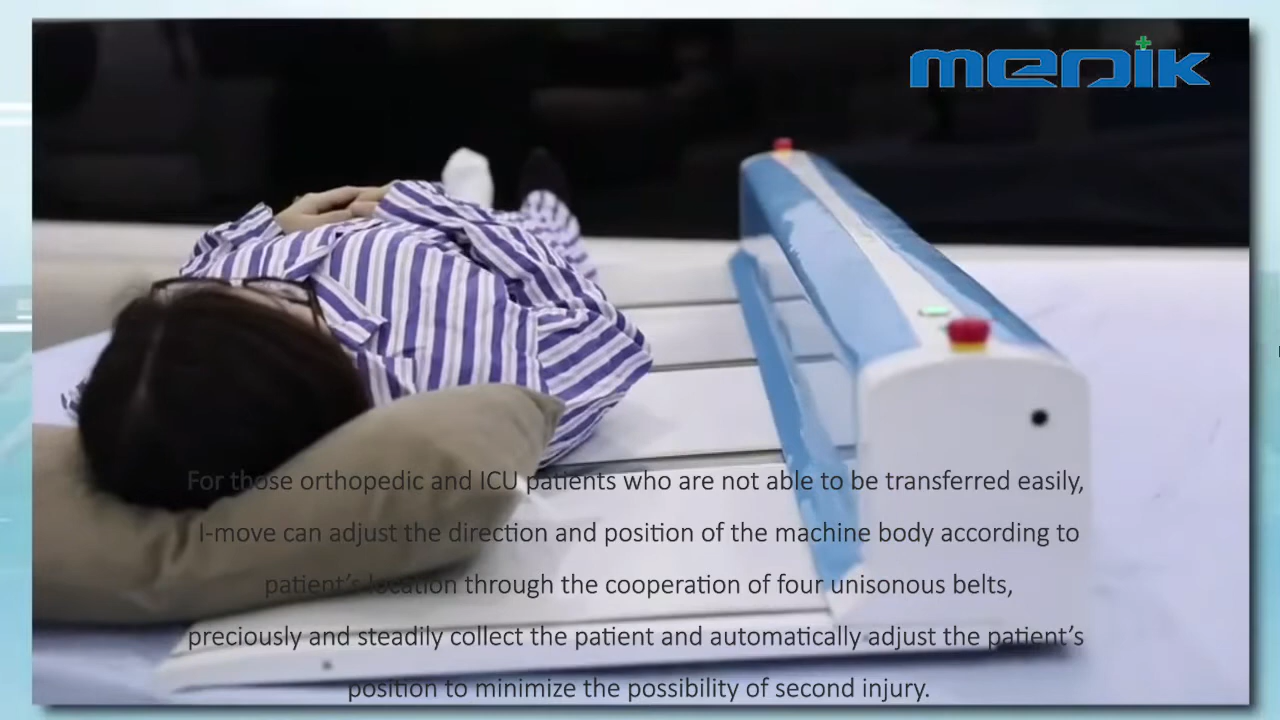 meDik
For those orthopedic and ICU patients who are not able to be transferred easily,
I-move can adjust the direction and position of the machine body according to
patient's location through the cooperation of four unisonous belts,
preciously and steadily collect the patient and automatically adjust the patient's
position to minimize the possibility of second injury.